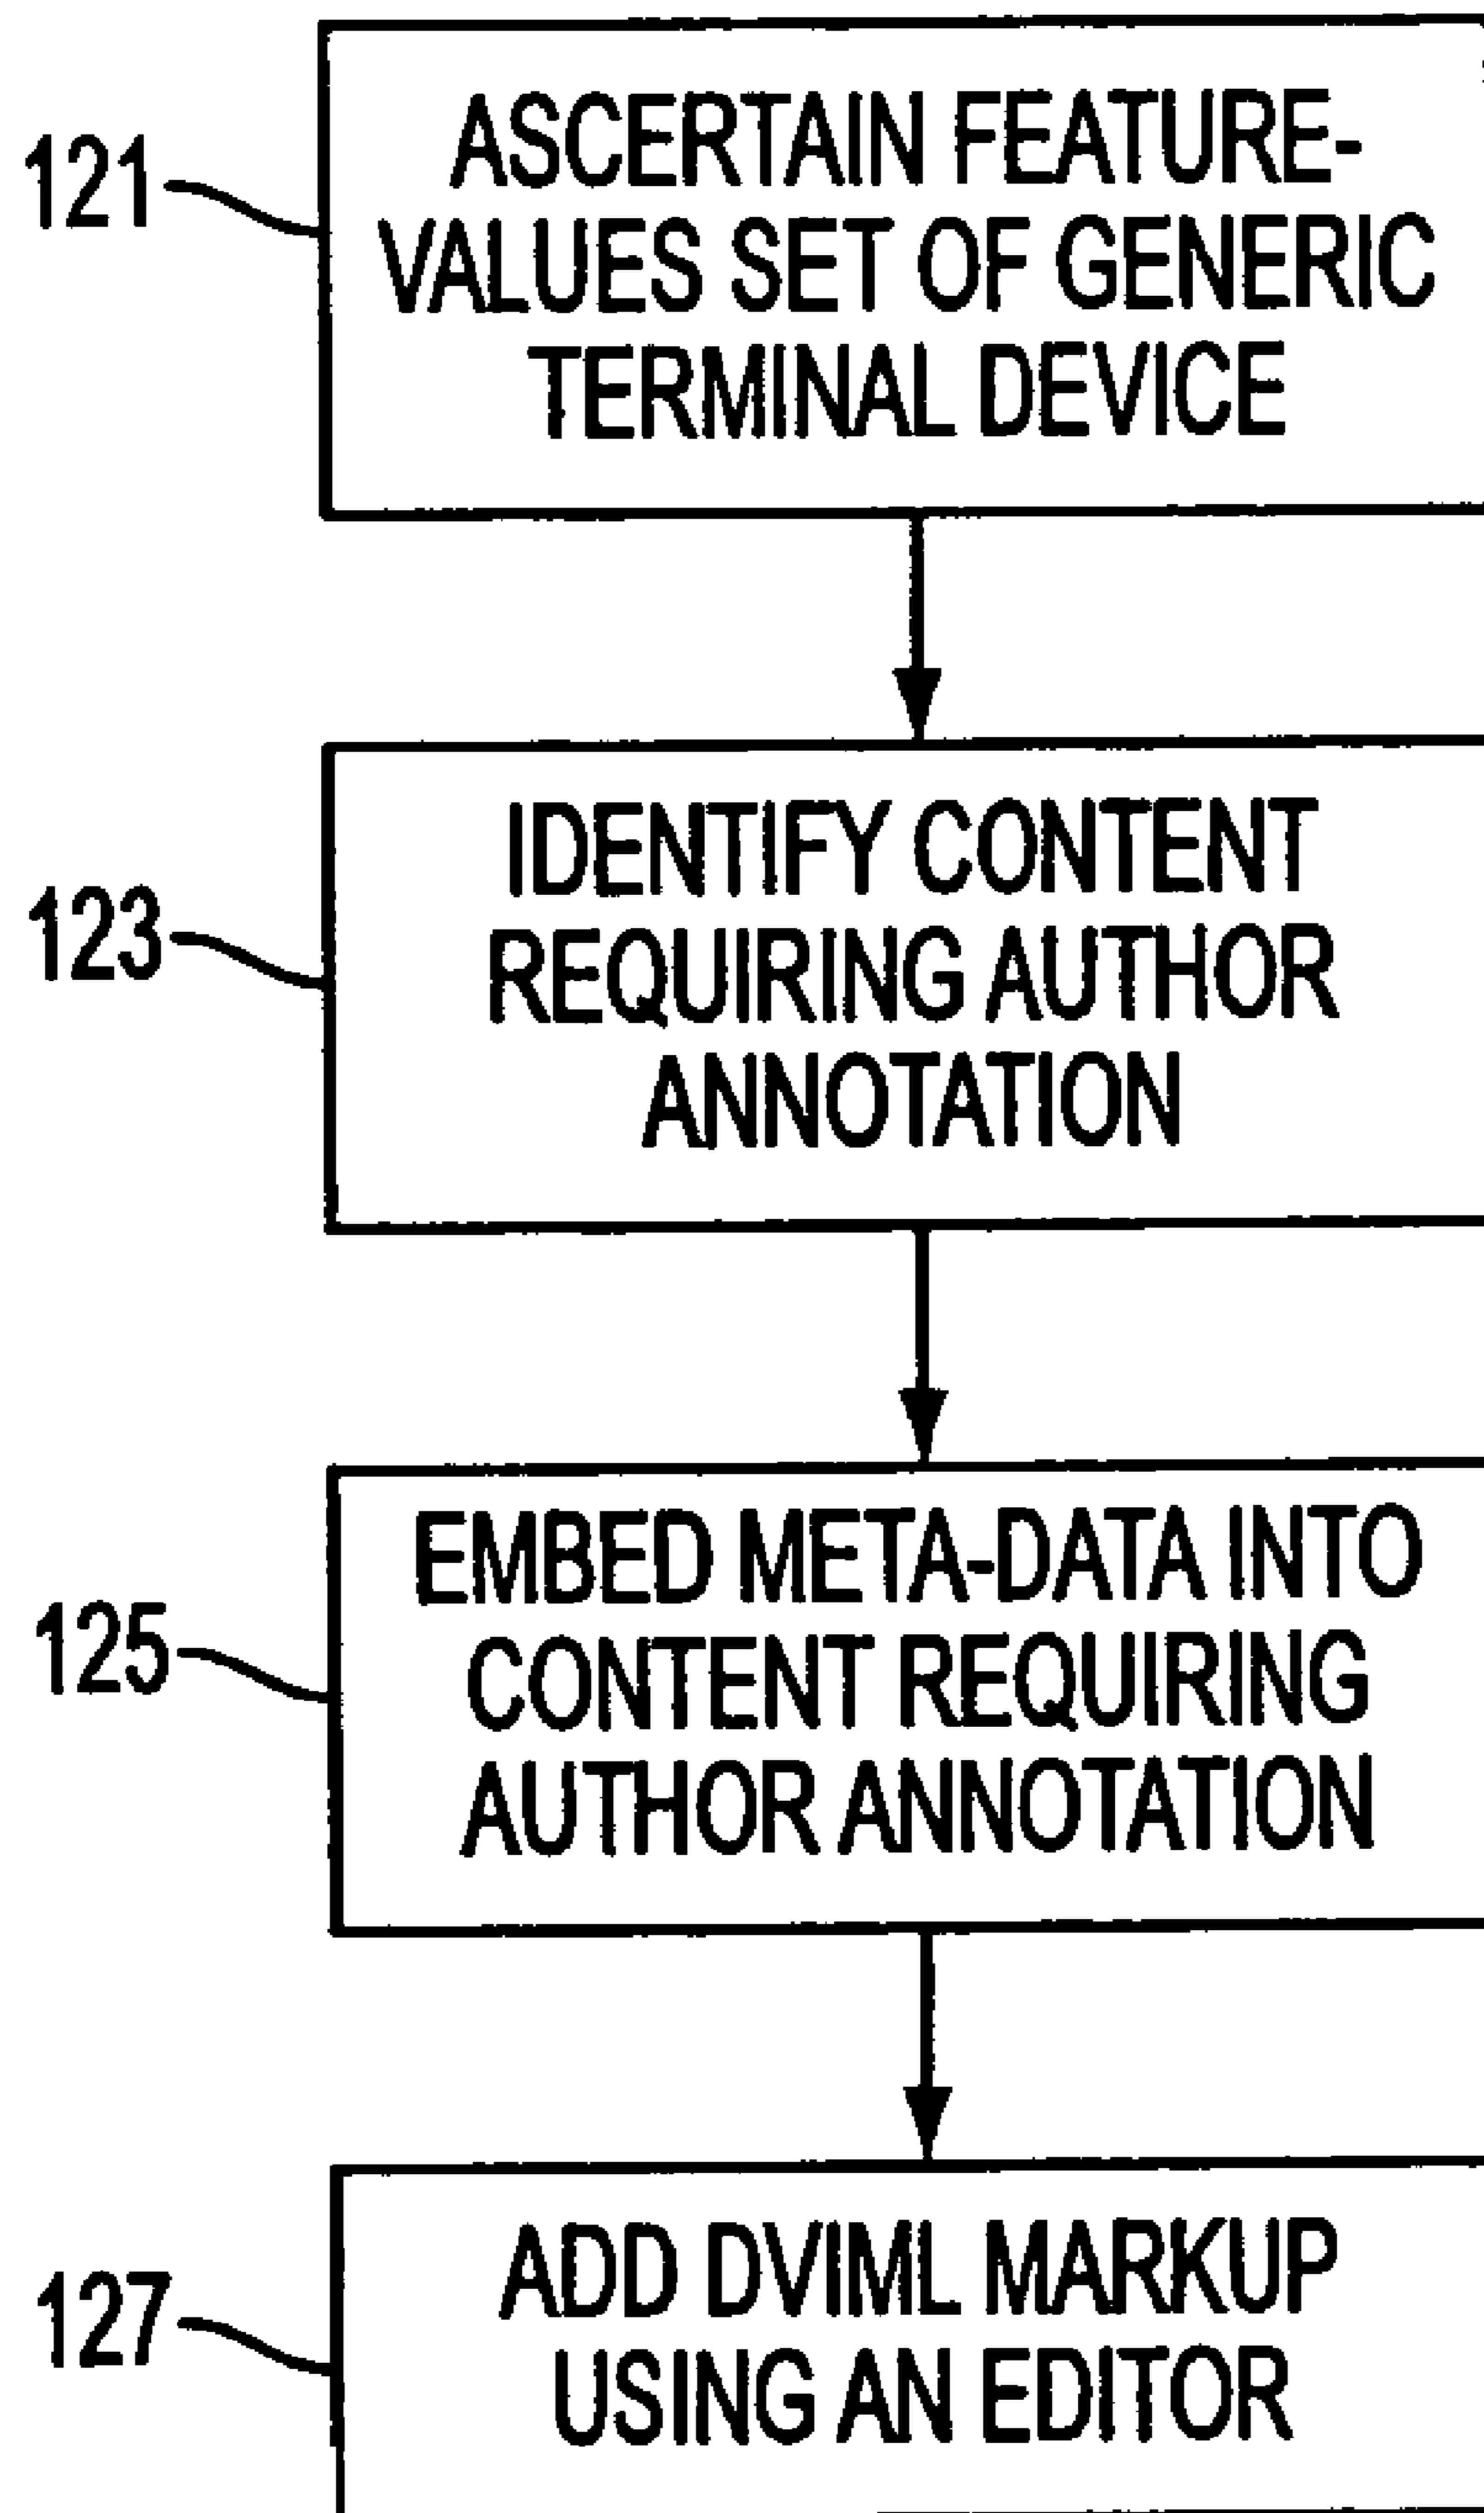 121
ASCERTAIN FEATURE-
VALUES SET OF GENERIC
TERMINAL DEVICE
123
IDENTIFY CONTENT
REQUIRING AUTHOR
ANNOTATION
125
EMBED META-DATA INTO
CONTENT REQUIRING
AUTHOR ANNOTATION
127
ADD DVIML MARKUP
USING AN EDITOR